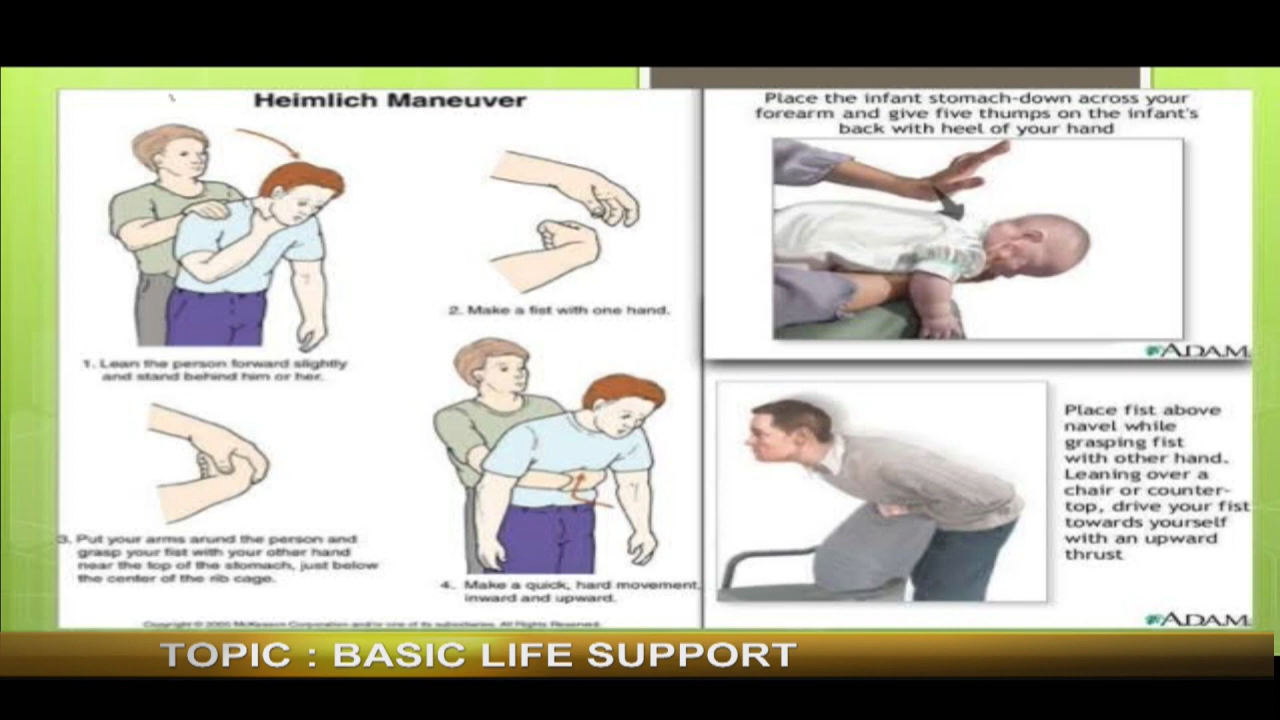 Heimlich Maneuver
1. Lean the person forward slightly
and stand behind him or her.
2. Make a fist with one hand.
3. Put your arms arund the person and
grasp your fist with your other hand
near the top of the stomach, just below
the center of the rib cage.
4. Make a quick, hard movement,
inward and upward.
Copyright © 2005 McKesson Corporation and/or one of its subsidiaries. All Rights Reserved.
Place the infant stomach-down across your
forearm and give five thumps on the infant's
back with heel of your hand
ADAM.
Place fist above
navel while
grasping fist
with other hand.
Leaning over a
chair or counter-
top, drive your fist
towards yourself
with an upward
thrust
ADAM.
TOPIC : BASIC LIFE SUPPORT